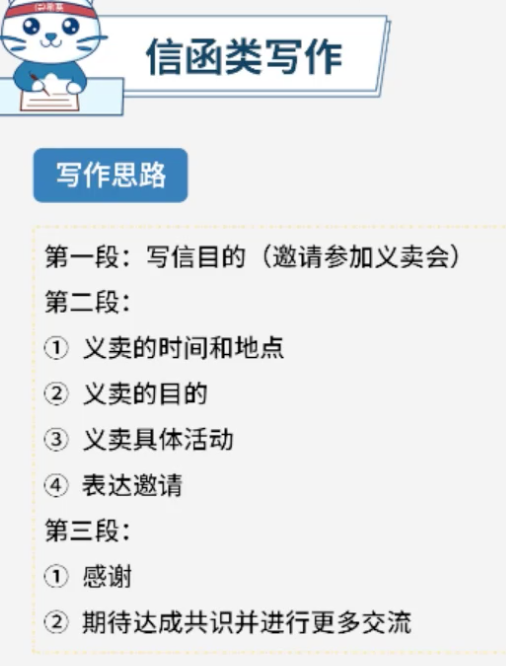 信函类写作
写作思路
第一段：写信目的（邀请参加义卖会）
第二段：
① 义卖的时间和地点
② 义卖的目的
③ 义卖具体活动
④ 表达邀请
第三段：
① 感谢
② 期待达成共识并进行更多交流